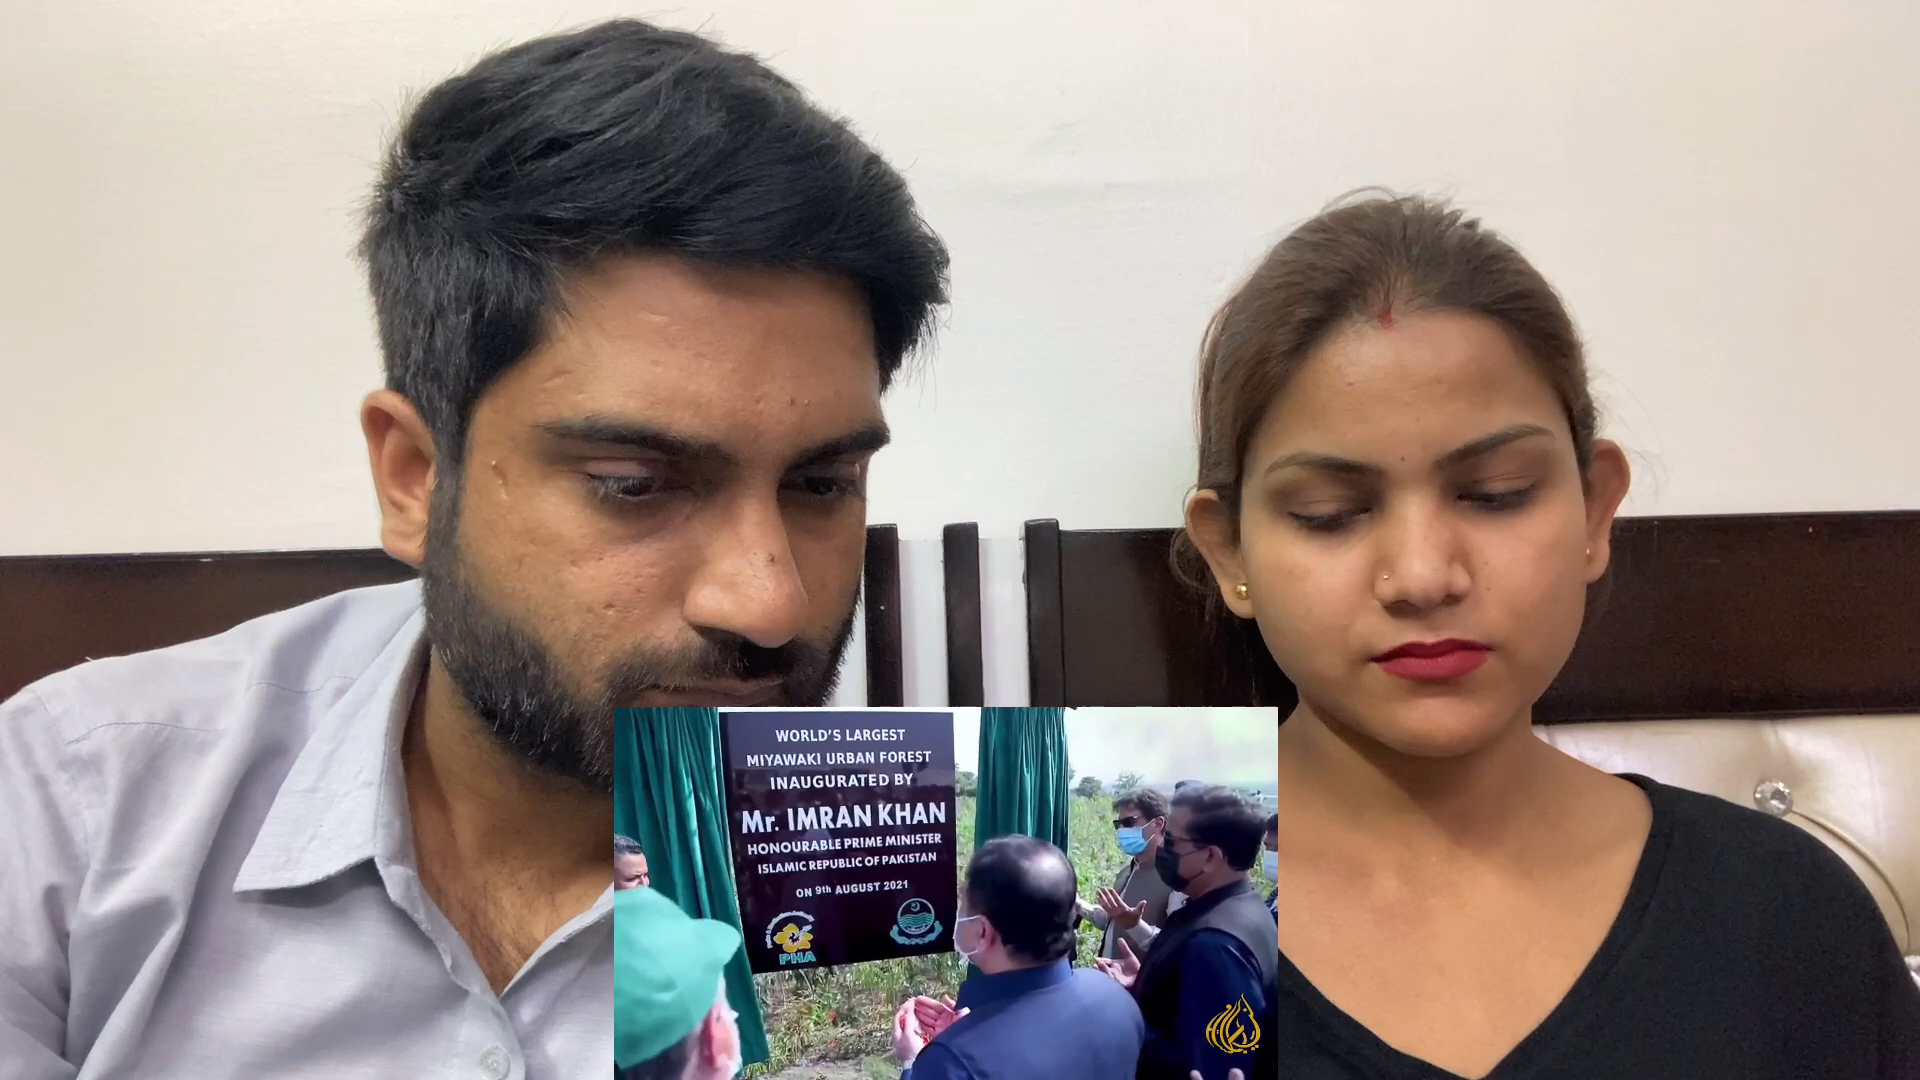 WORLD'S LARGEST
MIYAWAKI URBAN FOREST
INAUGURATED BY
Mr. IMRAN KHAN
HONOURABLE PRIME MINISTER
ISLAMIC REPUBLIC OF PAKISTAN
ON 9th AUGUST 2021
PHA